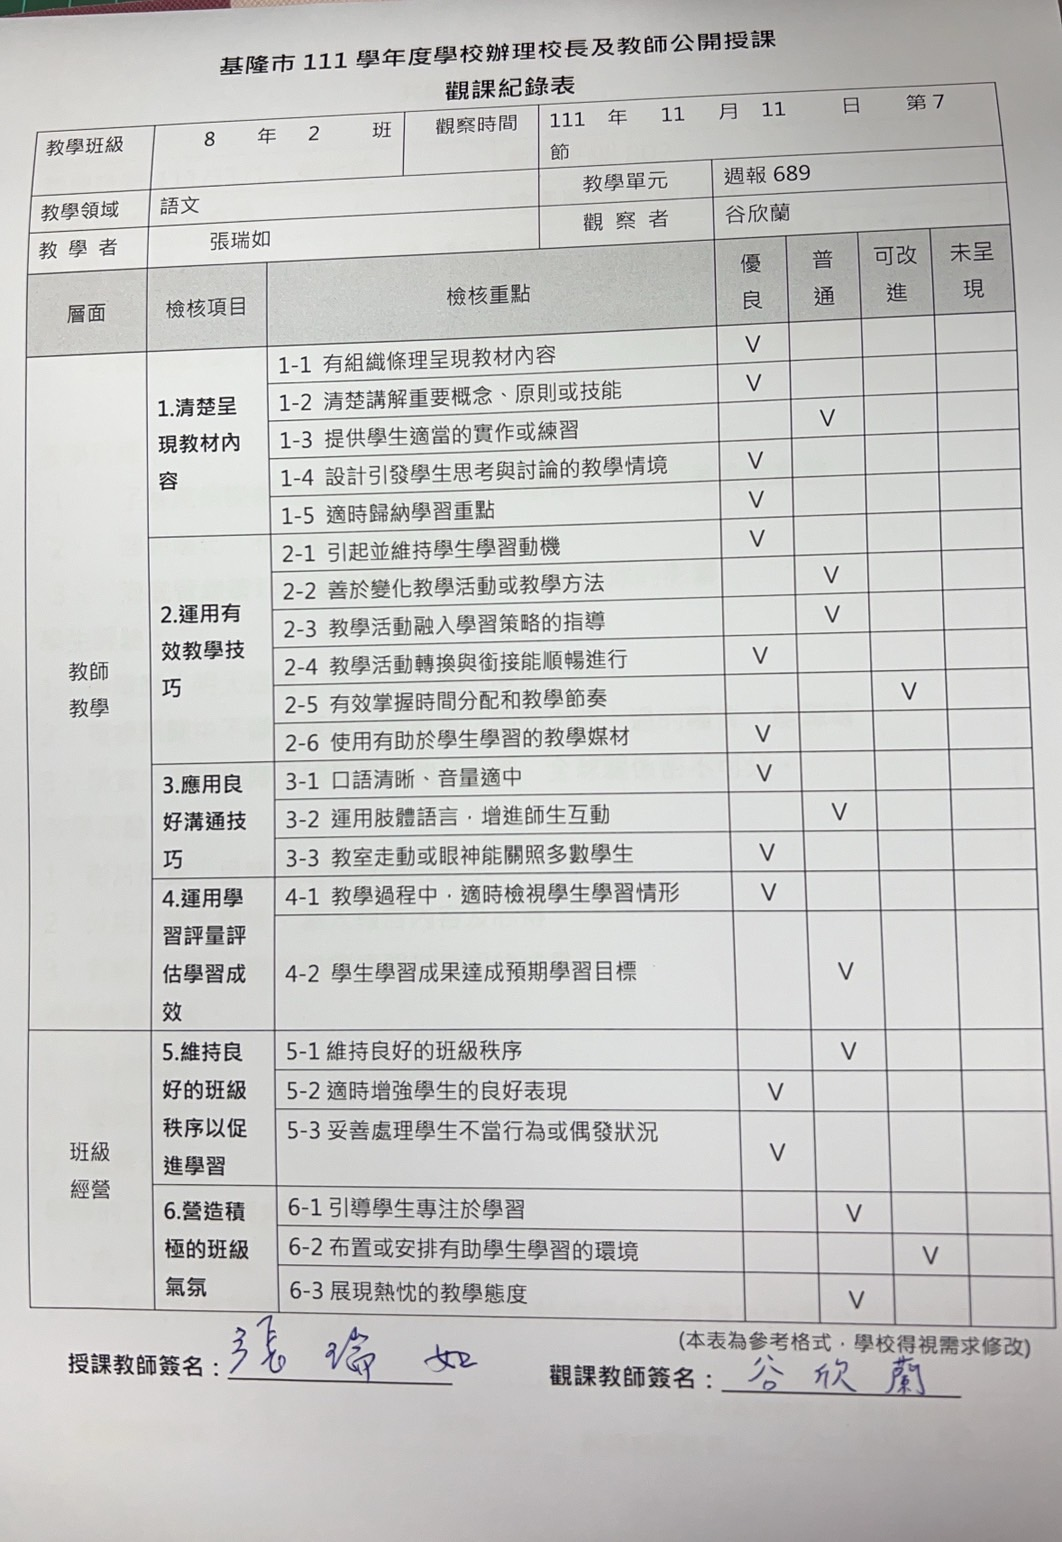 基隆市 111 學年度學校辦理校長及教師公開授課
觀課紀錄表
教學班級 8 年 2 班 觀察時間 111 年 11 月 11 日 第 7
節
教學領域 語文 教學單元 週報 689
教 學 者 張瑞如 觀 察 者 谷欣蘭
層面 檢核項目 檢核重點 優良 普通 可改進 未呈現
教師
教學
1.清楚呈
現教材內
容
1-1 有組織條理呈現教材內容 V
1-2 清楚講解重要概念、原則或技能 V
1-3 提供學生適當的實作或練習 V
1-4 設計引發學生思考與討論的教學情境 V
1-5 適時歸納學習重點 V
2.運用有
效教學技
巧
2-1 引起並維持學生學習動機 V
2-2 善於變化教學活動或教學方法 V
2-3 教學活動融入學習策略的指導 V
2-4 教學活動轉換與銜接能順暢進行 V
2-5 有效掌握時間分配和教學節奏 V
2-6 使用有助於學生學習的教學媒材 V
3.應用良
好溝通技
巧
3-1 口語清晰、音量適中 V
3-2 運用肢體語言，增進師生互動 V
3-3 教室走動或眼神能關照多數學生 V
4.運用學
習評量評
估學習成
效
4-1 教學過程中，適時檢視學生學習情形 V
4-2 學生學習成果達成預期學習目標 V
班級
經營
5.維持良
好的班級
秩序以促
進學習
5-1 維持良好的班級秩序 V
5-2 適時增強學生的良好表現 V
5-3 妥善處理學生不當行為或偶發狀況 V
6.營造積
極的班級
氣氛
6-1 引導學生專注於學習 V
6-2 布置或安排有助學生學習的環境 V
6-3 展現熱忱的教學態度 V
(本表為參考格式，學校得視需求修改)
授課教師簽名：張瑞如 觀課教師簽名：谷欣蘭